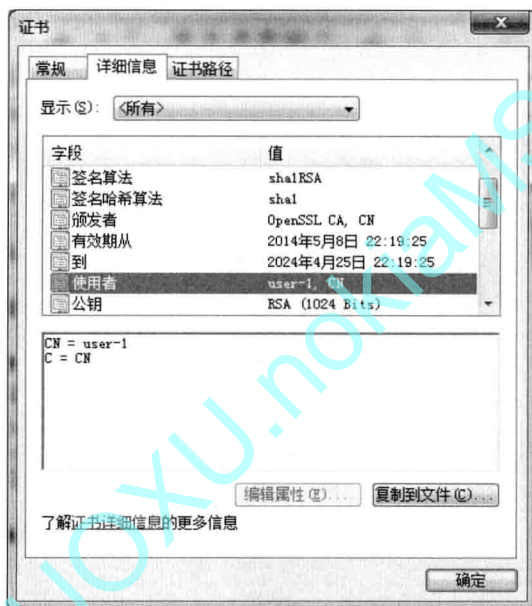 证书
常规 详细信息 证书路径
显示(S): <所有>
字段 值
签名算法 sha1RSA
签名哈希算法 sha1
颁发者 OpenSSL CA, CN
有效期从 2014年5月8日 22:19:25
到 2024年4月25日 22:19:25
使用者 user-1, CN
公钥 RSA (1024 Bits)
CN = user-1
C = CN
编辑属性(E)... 复制到文件(C)...
了解证书详细信息的更多信息
确定
UOXU.nokiaMS